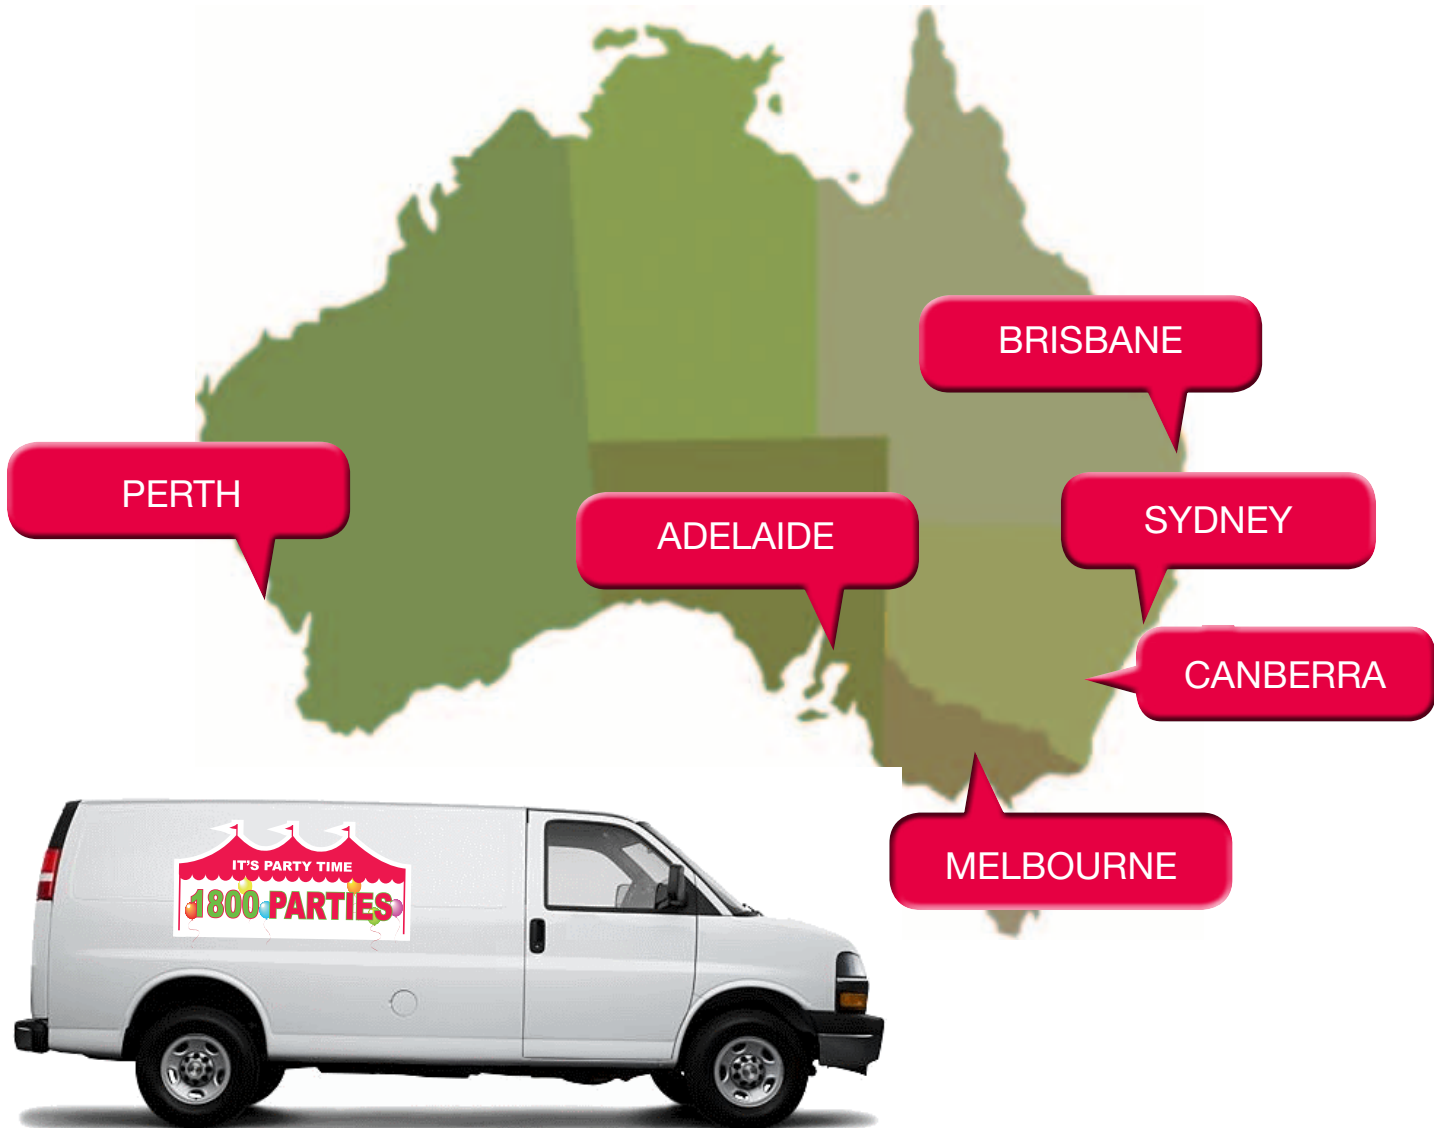 BRISBANE
PERTH
SYDNEY
ADELAIDE
CANBERRA
MELBOURNE
IT'S PARTY TIME
1800 PARTIES